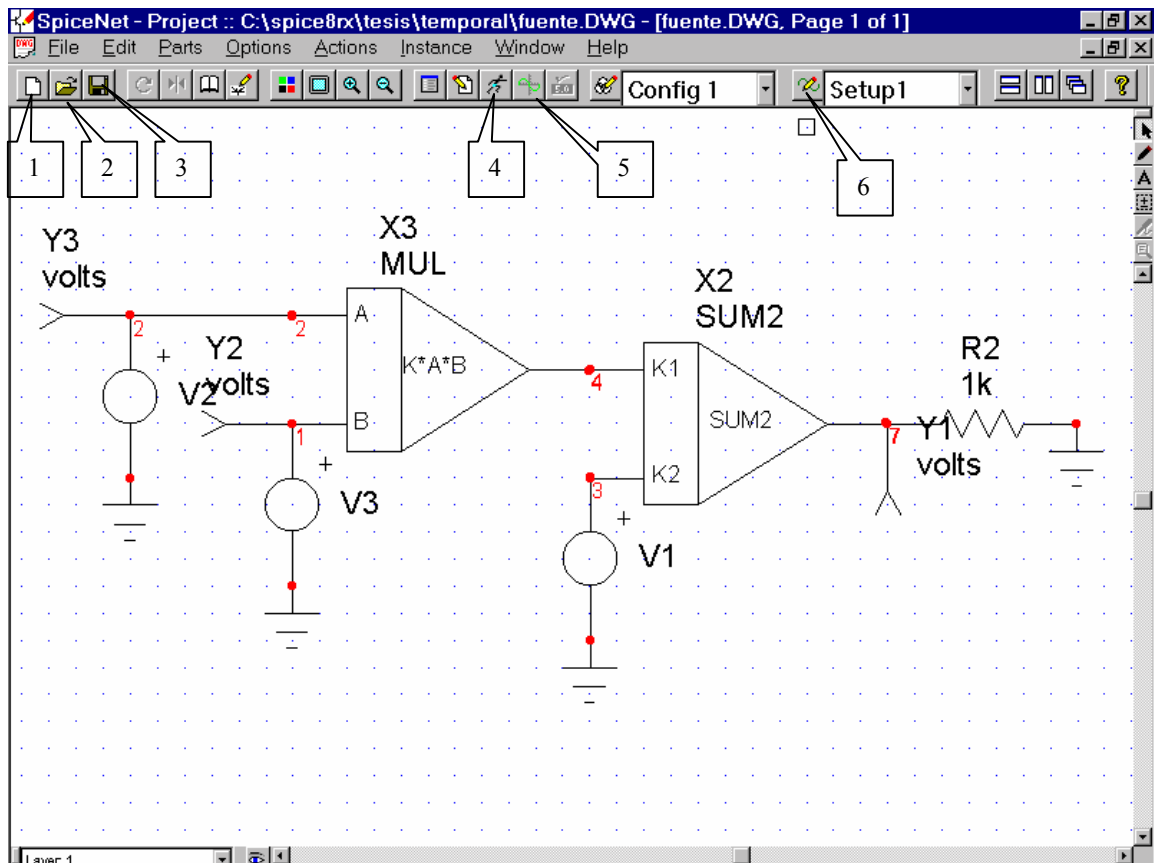 SpiceNet - Project :: C:\spice8rx\tesis\temporal\fuente.DWG - [fuente.DWG, Page 1 of 1]
DWG
File Edit Parts Options Actions Instance Window Help
Config 1
Setup1
1
2
3
4
5
6
A
Y3
volts
2
2
+
V2
Y2
volts
1
+
V3
X3
MUL
A
K*A*B
B
4
X2
SUM2
K1
SUM2
K2
3
+
V1
7
Y1
volts
R2
1k
Layer 1